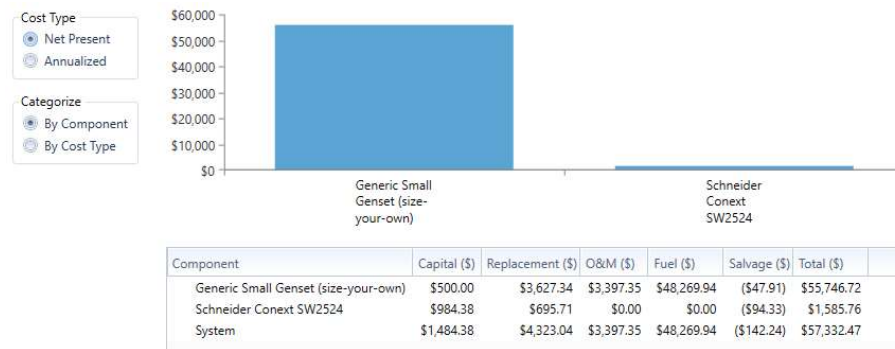 Cost Type
Net Present
Annualized
Categorize
By Component
By Cost Type
$60,000
$50,000
$40,000
$30,000
$20,000
$10,000
$0
Generic Small
Genset (size-
your-own)
Schneider
Conext
SW2524
Component Capital ($) Replacement ($) O&M ($) Fuel ($) Salvage ($) Total ($)
Generic Small Genset (size-your-own) $500.00 $3,627.34 $3,397.35 $48,269.94 ($47.91) $55,746.72
Schneider Conext SW2524 $984.38 $695.71 $0.00 $0.00 ($94.33) $1,585.76
System $1,484.38 $4,323.04 $3,397.35 $48,269.94 ($142.24) $57,332.47